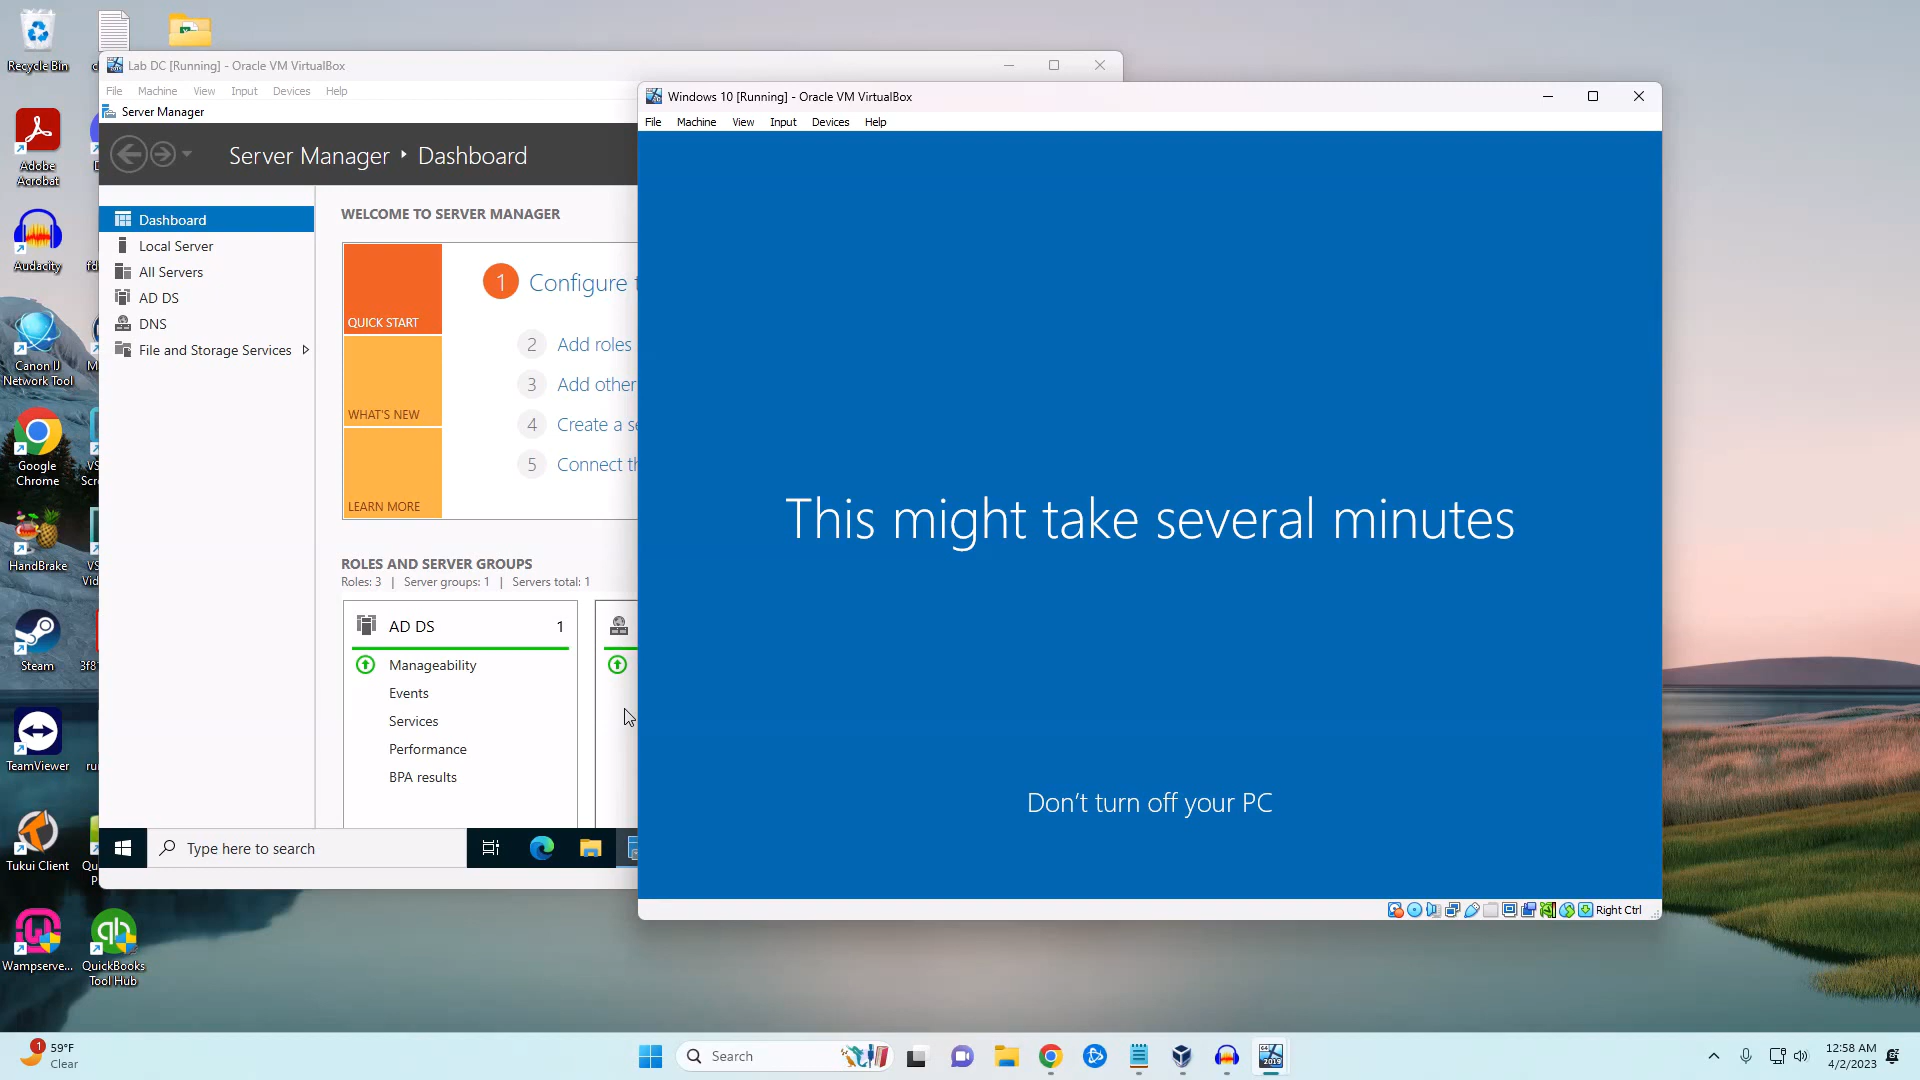 Recycle Bin
Lab DC [Running] - Oracle VM VirtualBox
File Machine View Input Devices Help
Server Manager
Server Manager Dashboard
Dashboard
Local Server
All Servers
AD DS
DNS
File and Storage Services
WELCOME TO SERVER MANAGER
QUICK START
WHAT'S NEW
LEARN MORE
1 Configure
2 Add roles
3 Add other
4 Create a
5 Connect
ROLES AND SERVER GROUPS
Roles: 3 | Server groups: 1 | Servers total: 1
AD DS 1
Manageability
Events
Services
Performance
BPA results
Type here to search
Windows 10 [Running] - Oracle VM VirtualBox
File Machine View Input Devices Help
This might take several minutes
Don't turn off your PC
Right Ctrl
Adobe
Acrobat
Audacity
Canon IJ
Network Tool
Google
Chrome
HandBrake
Steam
TeamViewer
Tukui Client
Wampserve...
QuickBooks
Tool Hub
1
59°F
Clear
Search
64
2019
12:58 AM
4/2/2023